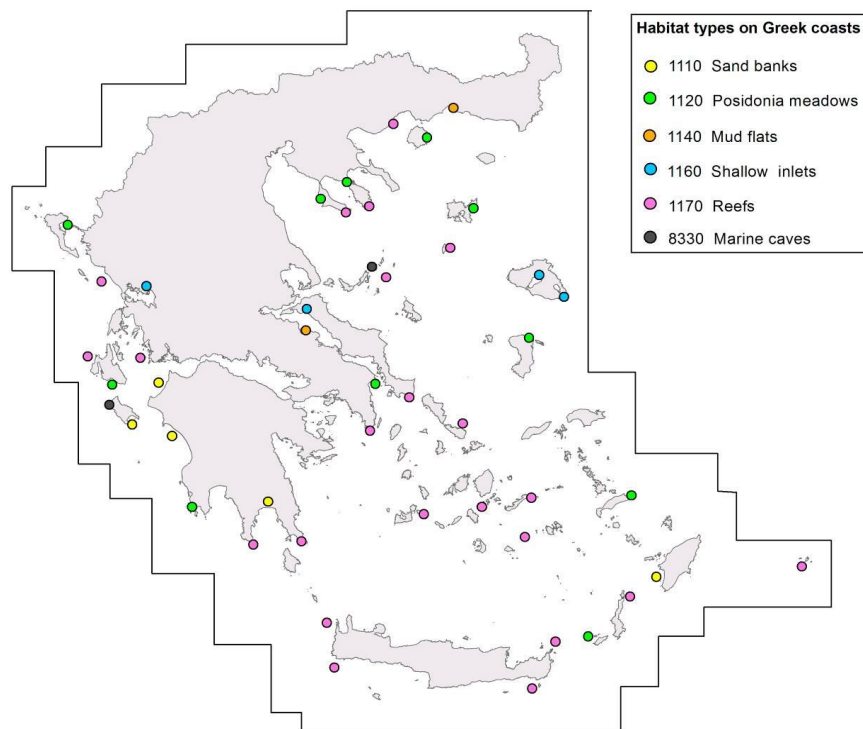 Habitat types on Greek coasts
1110 Sand banks
1120 Posidonia meadows
1140 Mud flats
1160 Shallow inlets
1170 Reefs
8330 Marine caves